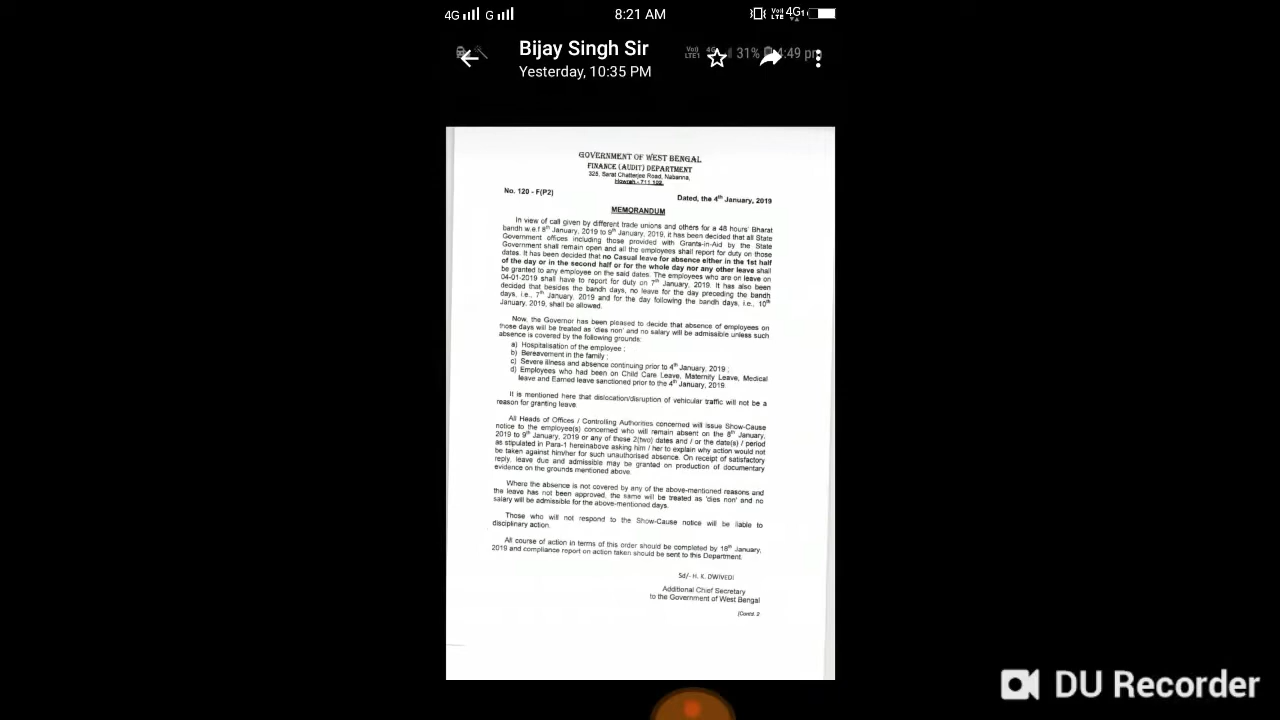 4G G 8:21 AM VoII LTE 4G1
Bijay Singh Sir
VoII LTE1 4G 31% 4:49 pm
Yesterday, 10:35 PM
GOVERNMENT OF WEST BENGAL
FINANCE (AUDIT) DEPARTMENT
325, Sarat Chatterjee Road, Nabanna,
Howrah - 711 102.
No. 120 - F(P2)
Dated, the 4th January, 2019
MEMORANDUM
In view of call given by different trade unions and others for a 48 hours' Bharat
bandh w.e.f 8th January, 2019 to 9th January, 2019, it has been decided that all State
Government offices including those provided with Grants-in-Aid by the State
Government shall remain open and all the employees shall report for duty on those
dates. It has been decided that no Casual leave for absence either in the 1st half
of the day or in the second half or for the whole day nor any other leave shall
be granted to any employee on the said dates. The employees who are on leave on
04-01-2019 shall have to report for duty on 7th January, 2019. It has also been
decided that besides the bandh days, no leave for the day preceding the bandh
days, i.e., 7th January, 2019 and for the day following the bandh days, i.e., 10th
January, 2019, shall be allowed.
Now, the Governor has been pleased to decide that absence of employees on
those days will be treated as 'dies non' and no salary will be admissible unless such
absence is covered by the following grounds:
a) Hospitalisation of the employee ;
b) Bereavement in the family ;
c) Severe illness and absence continuing prior to 4th January, 2019 ;
d) Employees who had been on Child Care Leave, Maternity Leave, Medical
leave and Earned leave sanctioned prior to the 4th January, 2019
It is mentioned here that dislocation/disruption of vehicular traffic will not be a
reason for granting leave.
All Heads of Offices / Controlling Authorities concerned will issue Show-Cause
notice to the employee(s) concerned who will remain absent on the 8th January,
2019 to 9th January, 2019 or any of these 2(two) dates and / or the date(s) / period
as stipulated in Para-1 hereinabove asking him / her to explain why action would not
be taken against him/her for such unauthorised absence. On receipt of satisfactory
reply, leave due and admissible may be granted on production of documentary
evidence on the grounds mentioned above.
Where the absence is not covered by any of the above-mentioned reasons and
the leave has not been approved, the same will be treated as 'dies non' and no
salary will be admissible for the above-mentioned days.
Those who will not respond to the Show-Cause notice will be liable to
disciplinary action.
All course of action in terms of this order should be completed by 18th January,
2019 and compliance report on action taken should be sent to this Department.
Sd/- H. K. DWIVEDI
Additional Chief Secretary
to the Government of West Bengal
(Contd. 2
DU Recorder